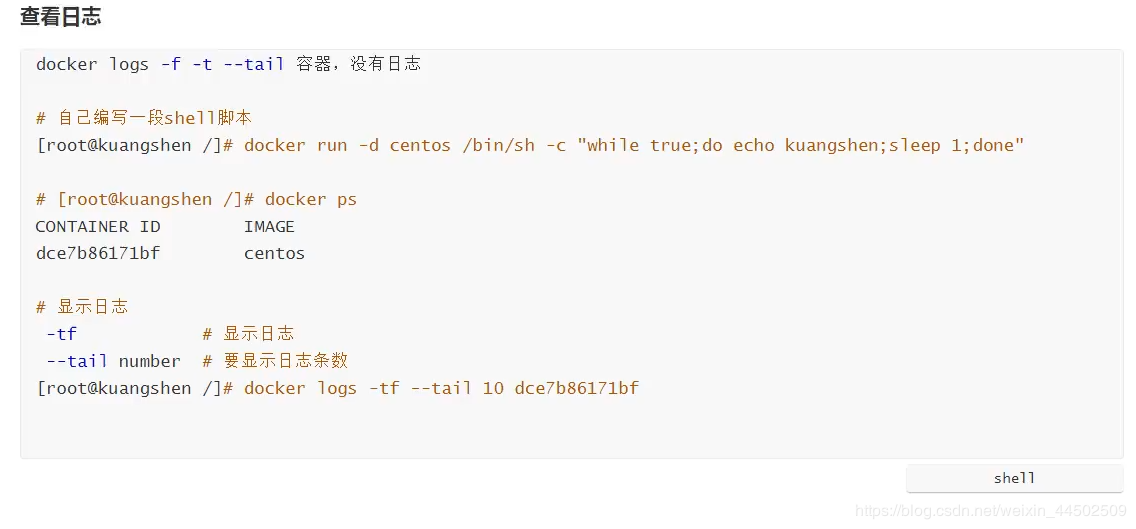 查看日志
docker logs -f -t --tail 容器，没有日志
# 自己编写一段shell脚本
[root@kuangshen /]# docker run -d centos /bin/sh -c "while true;do echo kuangshen;sleep 1;done"
# [root@kuangshen /]# docker ps
CONTAINER ID        IMAGE
dce7b86171bf        centos
# 显示日志
 -tf            # 显示日志
 --tail number  # 要显示日志条数
[root@kuangshen /]# docker logs -tf --tail 10 dce7b86171bf
shell
https://blog.csdn.net/weixin_44502509